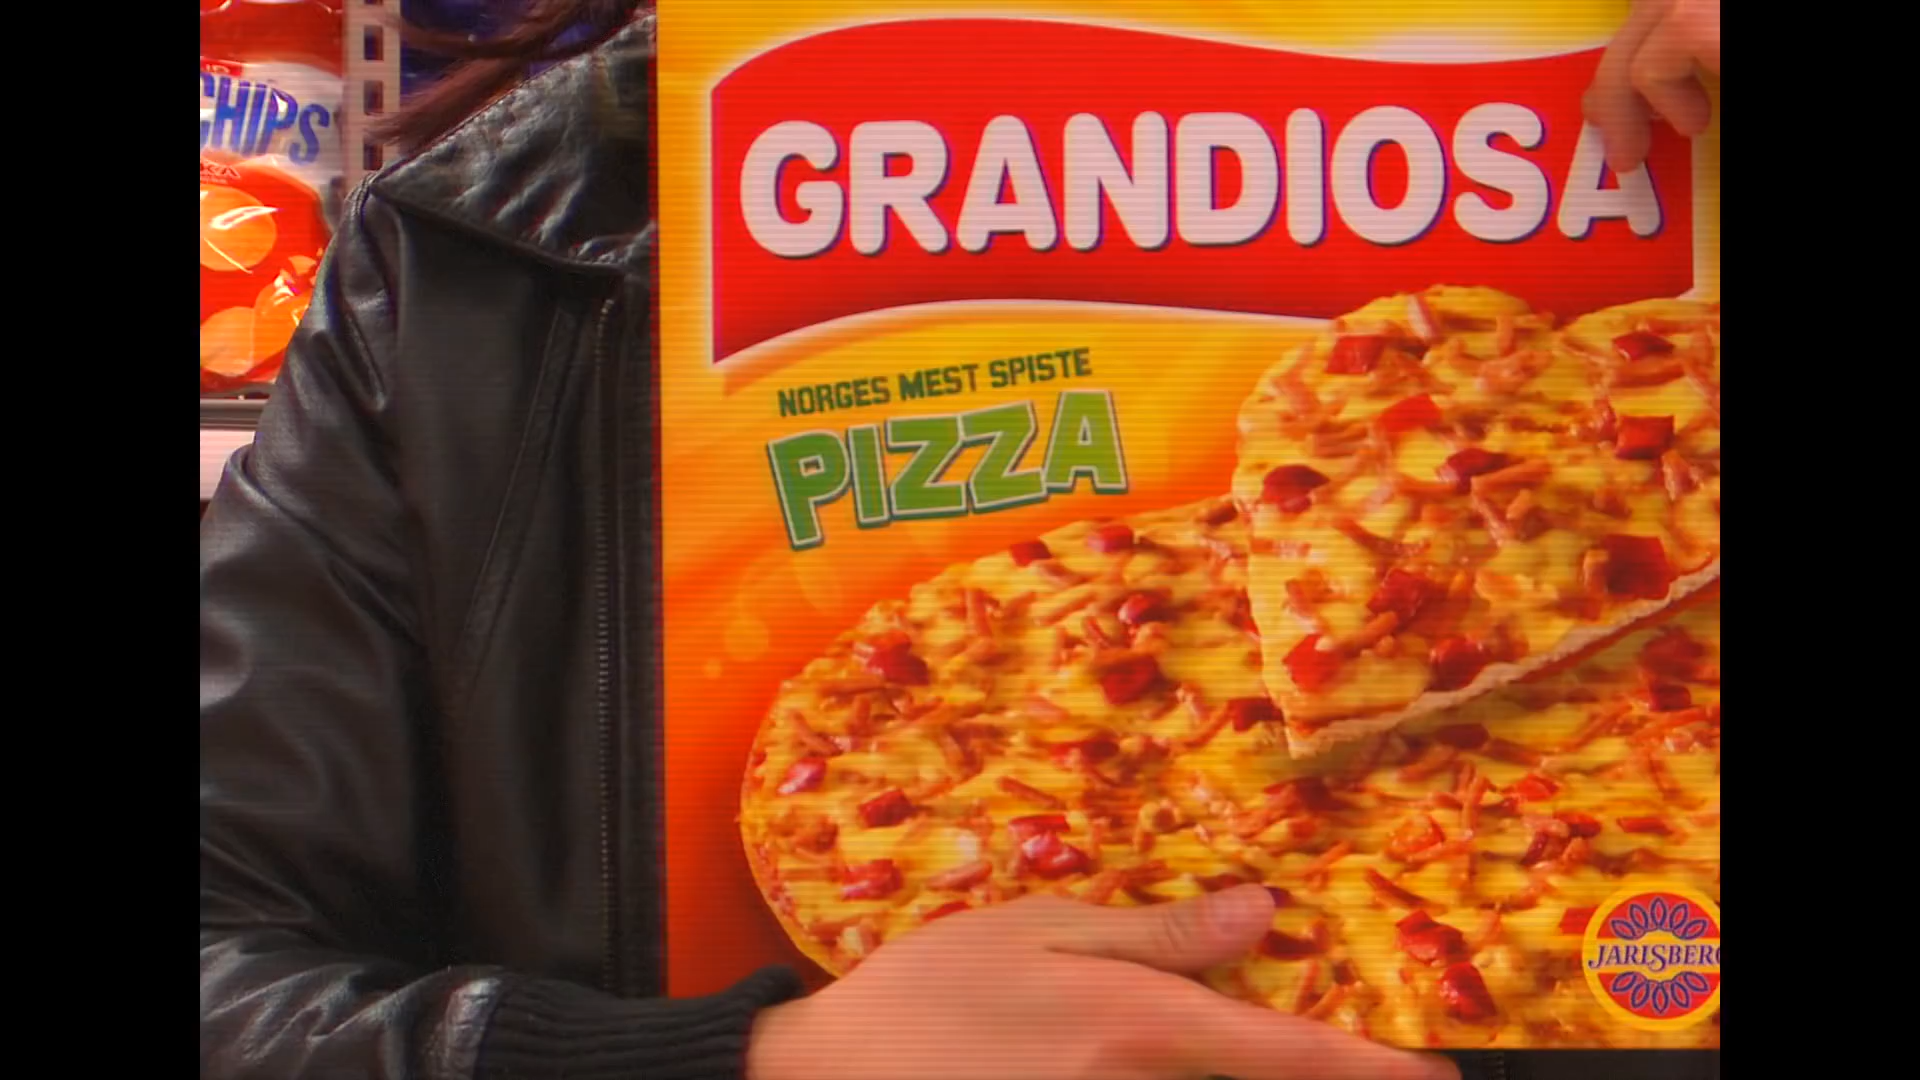 CHIPS
GRANDIOSA
NORGES MEST SPISTE
PIZZA
JARLSBERG